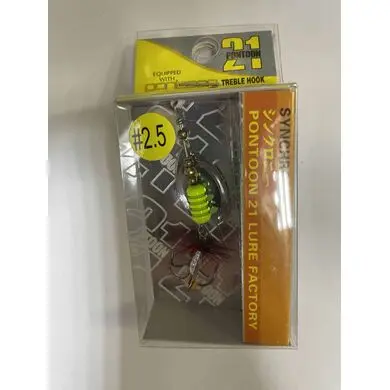 21
PONTOON
EQUIPPED WITH
TREBLE HOOK
#2.5
SYNCHR
シンクロ
PONTOON 21 LURE FACTORY